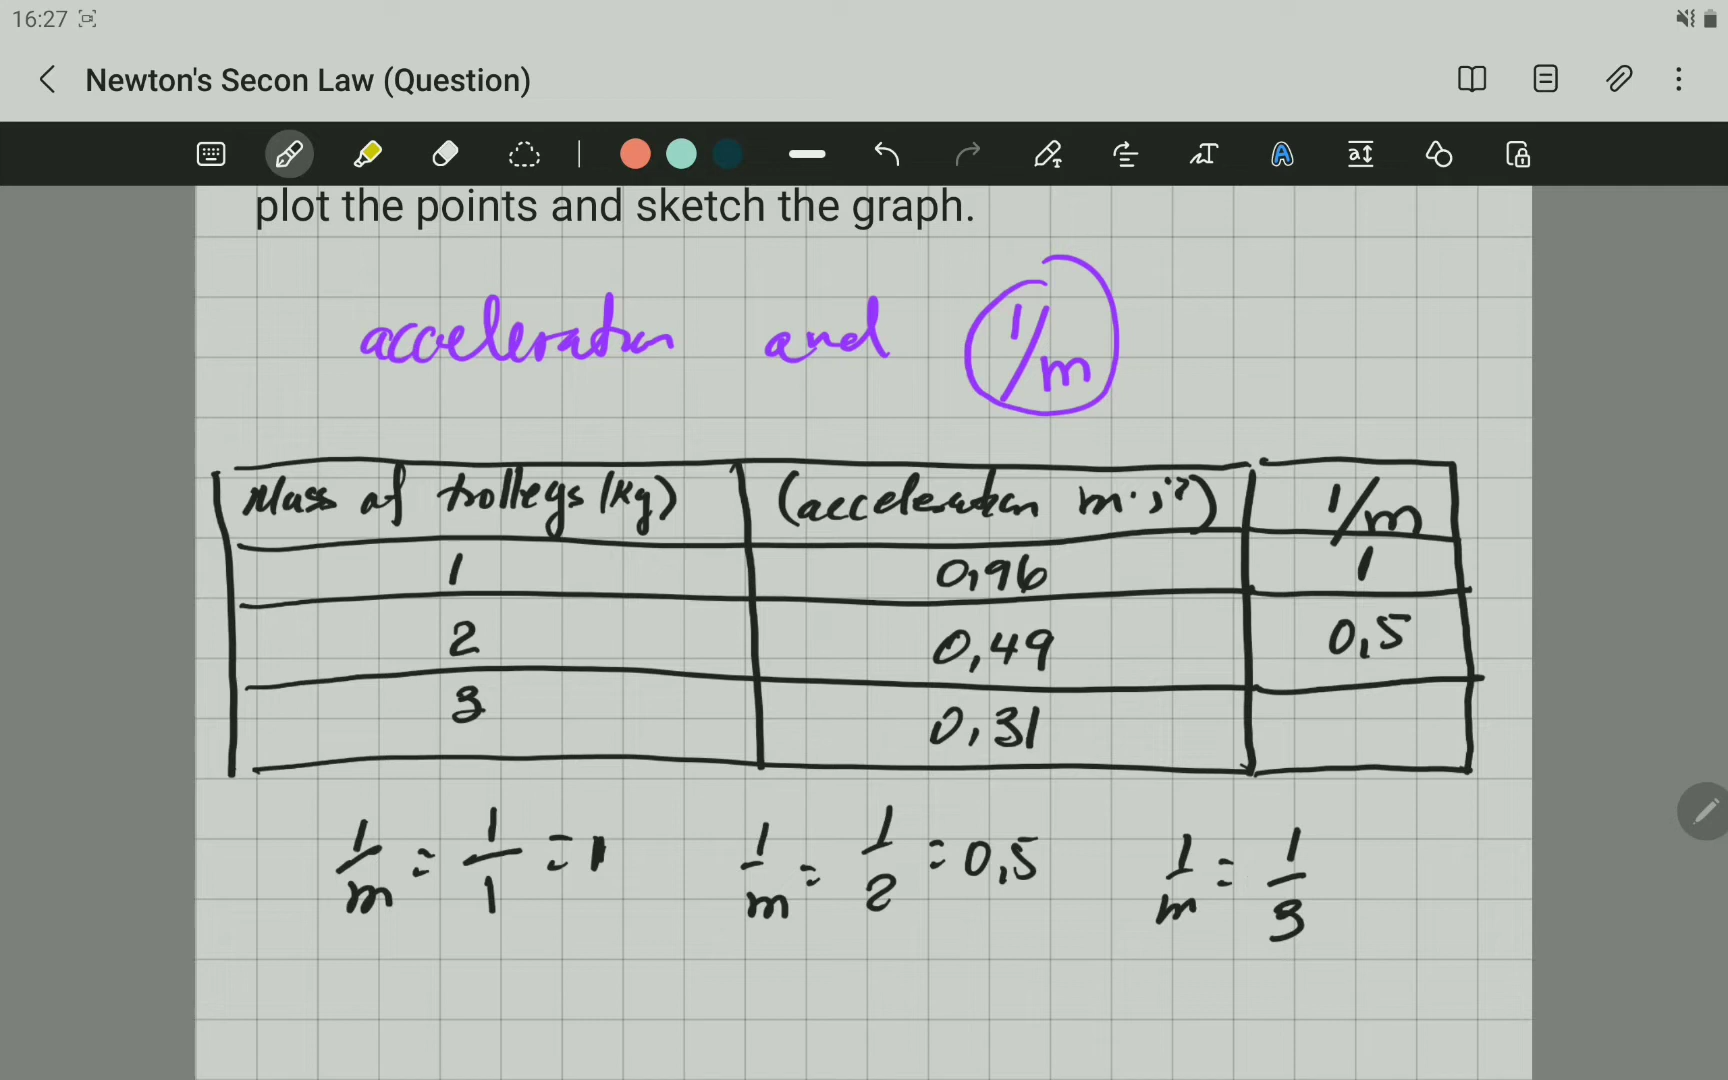 16:27
Newton's Secon Law (Question)
plot the points and sketch the graph.
acceleration and 1/m
Mass of trolleys (kg) (acceleration m·s⁻²) 1/m
1 0,96 1
2 0,49 0,5
3 0,31
1/m = 1/1 = 1 1/m = 1/2 = 0,5 1/m = 1/3